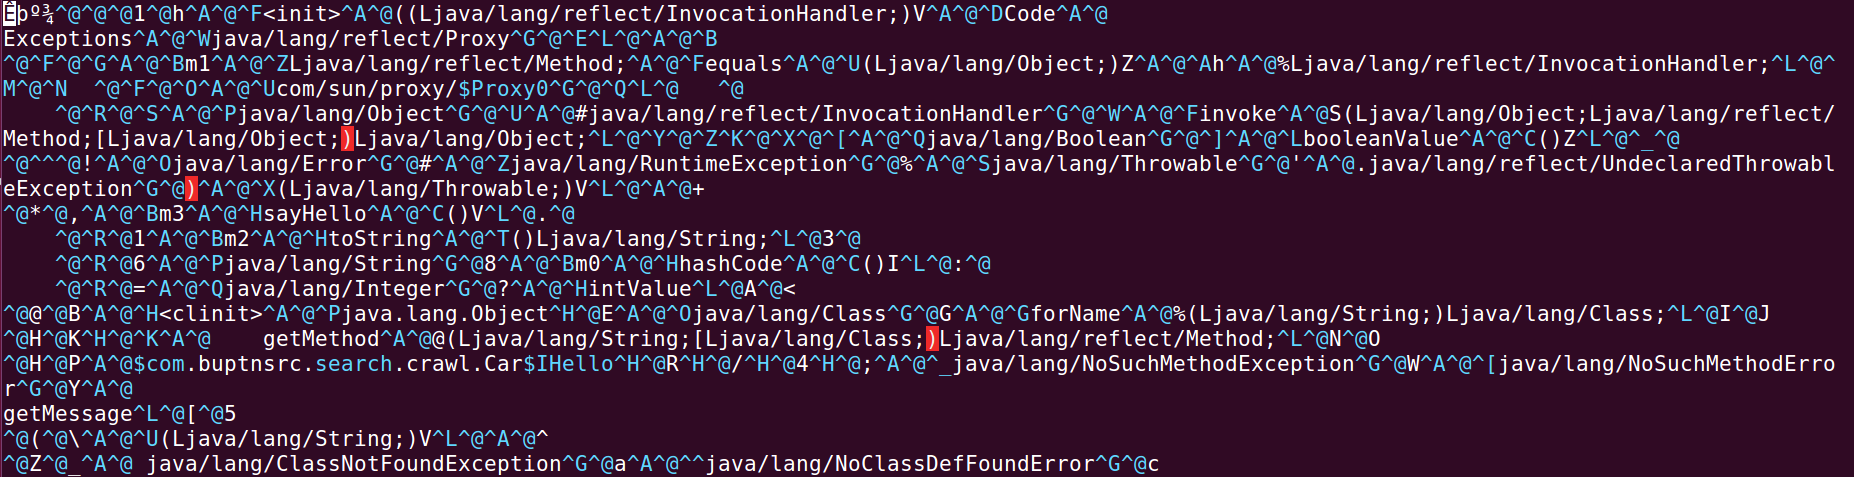 Êþº¾^@^@^@1^@h^A^@^F<init>^A^@((Ljava/lang/reflect/InvocationHandler;)V^A^@^DCode^A^@
Exceptions^A^@^Wjava/lang/reflect/Proxy^G^@^E^L^@^A^@^B
^@^F^@^G^A^@^Bm1^A^@^ZLjava/lang/reflect/Method;^A^@^Fequals^A^@^U(Ljava/lang/Object;)Z^A^@^Ah^A^@%Ljava/lang/reflect/InvocationHandler;^L^@^
M^@^N  ^@^F^@^O^A^@^Ucom/sun/proxy/$Proxy0^G^@^Q^L^@   ^@
    ^@^R^@^S^A^@^Pjava/lang/Object^G^@^U^A^@#java/lang/reflect/InvocationHandler^G^@^W^A^@^Finvoke^A^@S(Ljava/lang/Object;Ljava/lang/reflect/
Method;[Ljava/lang/Object;)Ljava/lang/Object;^L^@^Y^@^Z^K^@^X^@^[^A^@^Qjava/lang/Boolean^G^@^]^A^@^LbooleanValue^A^@^C()Z^L^@^_^@
^@^^^@!^A^@^Ojava/lang/Error^G^@#^A^@^Zjava/lang/RuntimeException^G^@%^A^@^Sjava/lang/Throwable^G^@'^A^@.java/lang/reflect/UndeclaredThrowabl
eException^G^@)^A^@^X(Ljava/lang/Throwable;)V^L^@^A^@+
^@*^@,^A^@^Bm3^A^@^HsayHello^A^@^C()V^L^@.^@
    ^@^R^@1^A^@^Bm2^A^@^HtoString^A^@^T()Ljava/lang/String;^L^@3^@
    ^@^R^@6^A^@^Pjava/lang/String^G^@8^A^@^Bm0^A^@^HhashCode^A^@^C()I^L^@:^@
    ^@^R^@=^A^@^Qjava/lang/Integer^G^@?^A^@^HintValue^L^@A^@<
^@@^@B^A^@^H<clinit>^A^@^Pjava.lang.Object^H^@E^A^@^Ojava/lang/Class^G^@G^A^@^GforName^A^@%(Ljava/lang/String;)Ljava/lang/Class;^L^@I^@J
^@H^@K^H^@^K^A^@    getMethod^A^@@(Ljava/lang/String;[Ljava/lang/Class;)Ljava/lang/reflect/Method;^L^@N^@O
^@H^@P^A^@$com.buptnsrc.search.crawl.Car$IHello^H^@R^H^@/^H^@4^H^@;^A^@^_java/lang/NoSuchMethodException^G^@W^A^@^[java/lang/NoSuchMethodErro
r^G^@Y^A^@
getMessage^L^@[^@5
^@(^@\^A^@^U(Ljava/lang/String;)V^L^@^A^@^
^@Z^@_^A^@ java/lang/ClassNotFoundException^G^@a^A^@^^java/lang/NoClassDefFoundError^G^@c